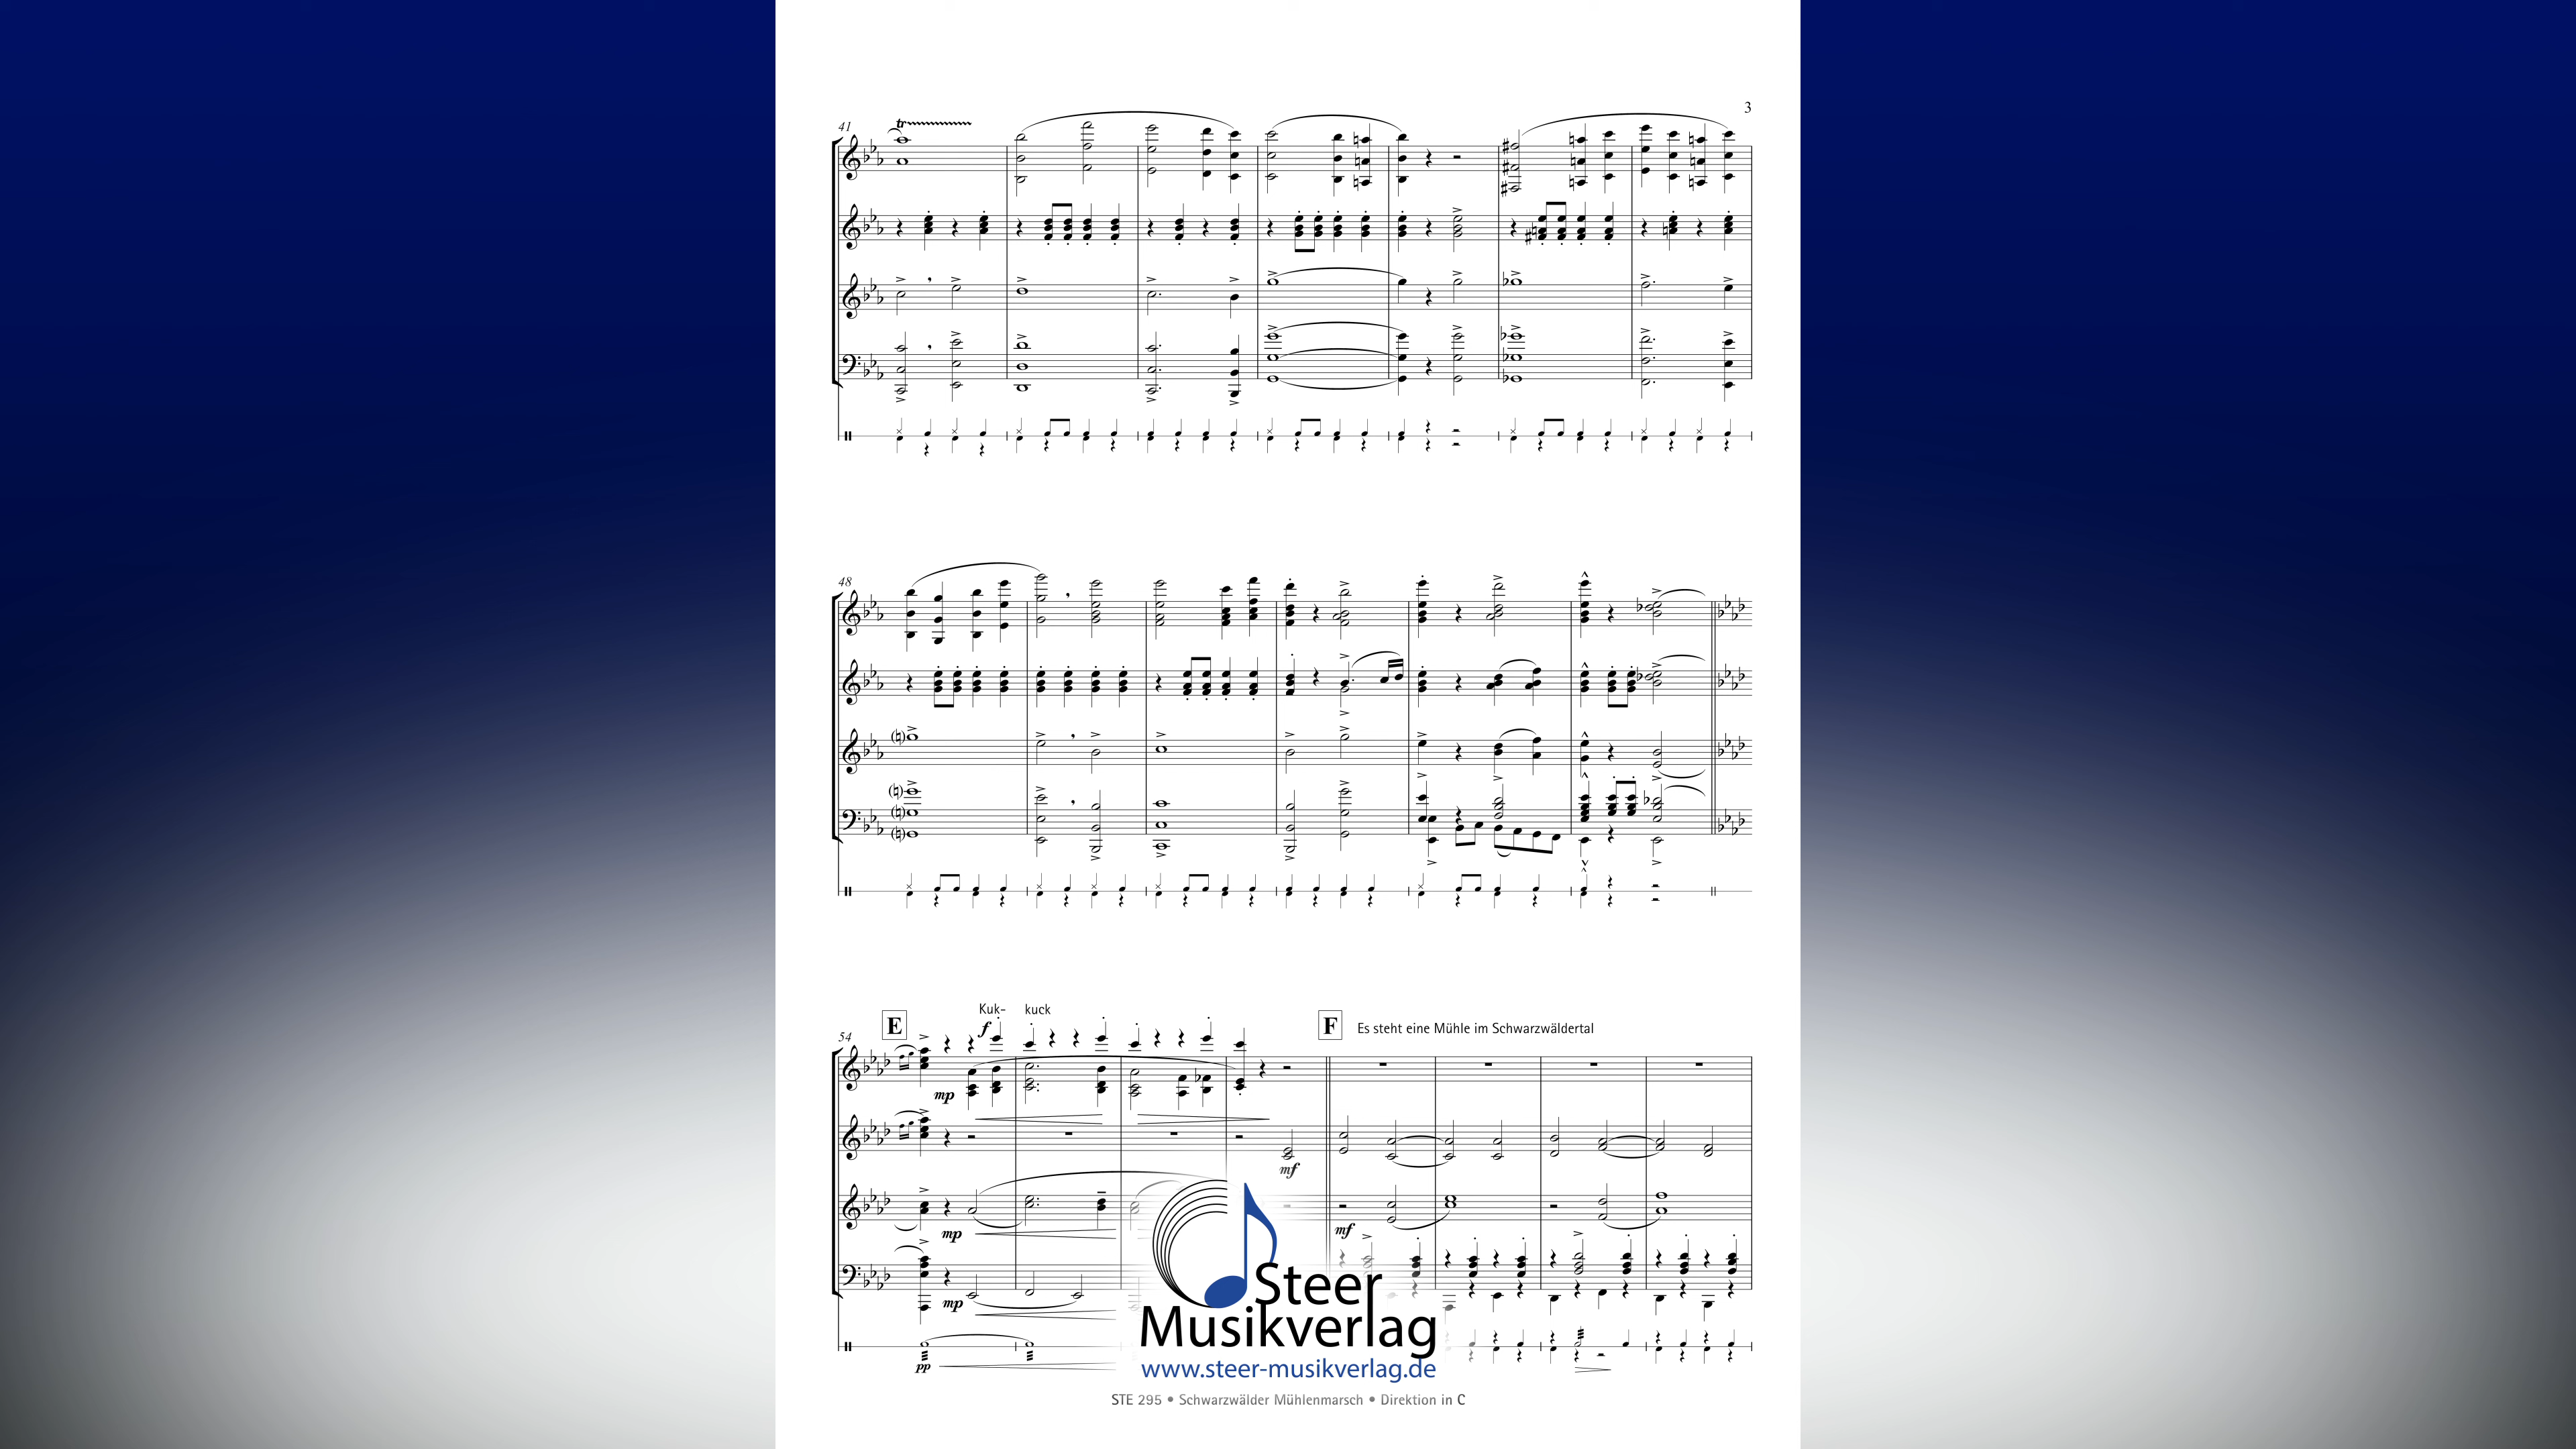 3
41
tr
48
54
E
Kuk-
kuck
f
F
Es steht eine Mühle im Schwarzwäldertal
mp
mf
mp
mf
mp
pp
Steer
Musikverlag
www.steer-musikverlag.de
STE 295 • Schwarzwälder Mühlenmarsch • Direktion in C